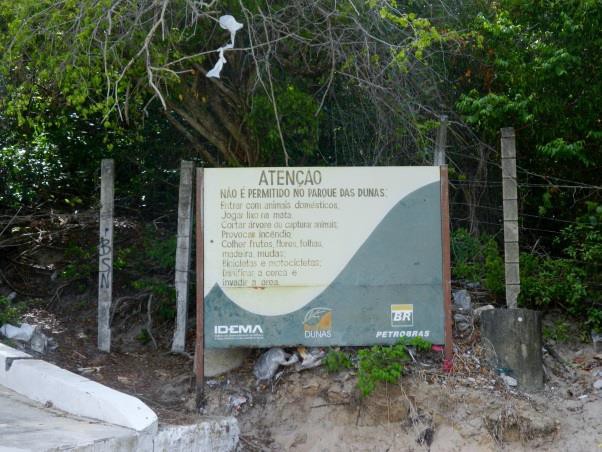 ATENÇÃO
NÃO É PERMITIDO NO PARQUE DAS DUNAS:
Entrar com animais domésticos,
Jogar lixo na mata,
Cortar árvore ou capturar animais;
Provocar incêndio,
Colher frutos, flores, folhas,
madeira, mudas;
Bicicletas e motocicletas;
Danificar a cerca e
invadir a área.
IDEMA
DUNAS
BR
PETROBRAS
BSN